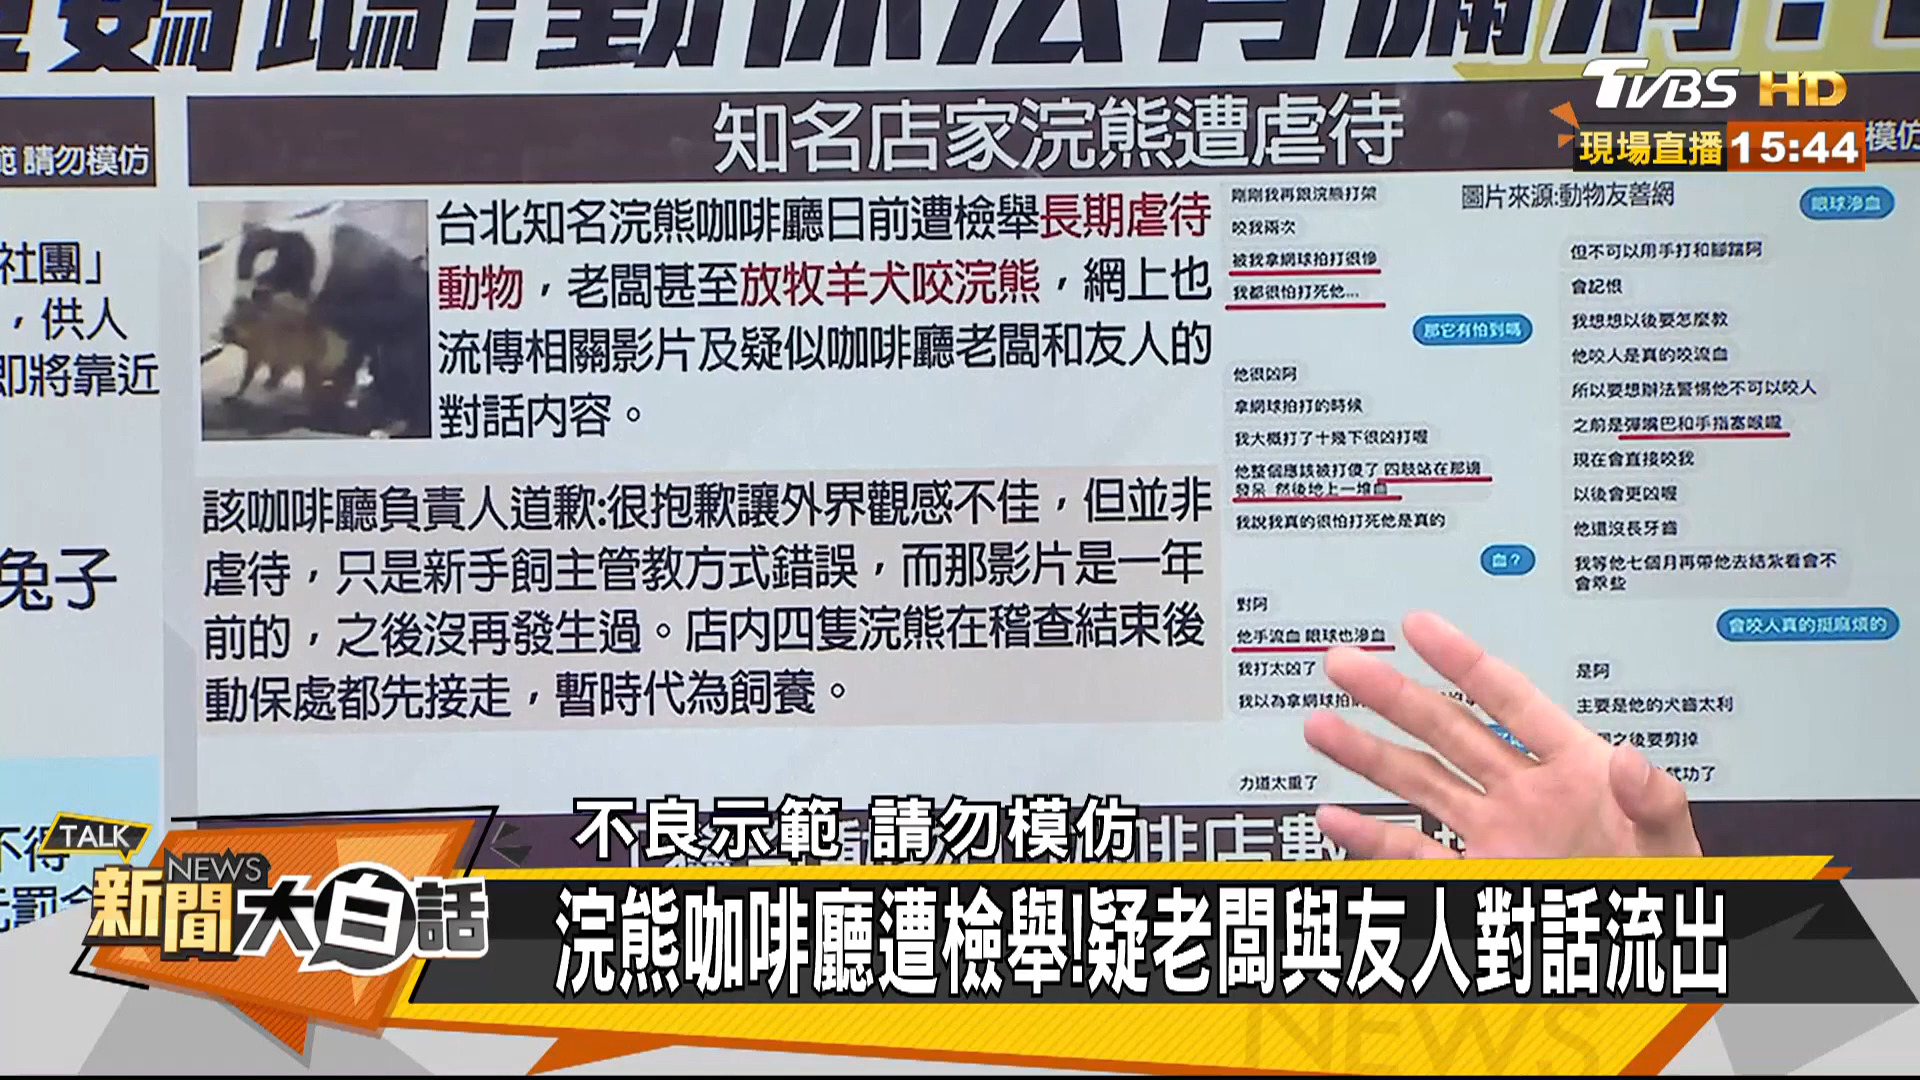 TVBS HD
現場直播 15:44
請勿模仿
模仿
知名店家浣熊遭虐待
社團」
，供人
即將靠近
兔子
不得
台北知名浣熊咖啡廳日前遭檢舉長期虐待
動物，老闆甚至放牧羊犬咬浣熊，網上也
流傳相關影片及疑似咖啡廳老闆和友人的
對話內容。
該咖啡廳負責人道歉:很抱歉讓外界觀感不佳，但並非
虐待，只是新手飼主管教方式錯誤，而那影片是一年
前的，之後沒再發生過。店內四隻浣熊在稽查結束後
動保處都先接走，暫時代為飼養。
剛剛我再跟浣熊打架
咬我兩次
被我拿網球拍打很慘
我都很怕打死他...
那它有怕到嗎
他很凶阿
拿網球拍打的時候
我大概打了十幾下很凶打喔
他整個應該被打傻了 四肢站在那邊
發呆 然後地上一堆血
我說我真的很怕打死他是真的
血？
對阿
他手流血 眼球也滲血
我打太凶了
我以為拿網球拍
力道太重了
圖片來源:動物友善網
眼球滲血
但不可以用手打和腳踹阿
會記恨
我想想以後要怎麼教
他咬人是真的咬流血
所以要想辦法警惕他不可以咬人
之前是彈嘴巴和手指塞喉嚨
現在會直接咬我
以後會更凶喔
他還沒長牙齒
我等他七個月再帶他去結紮看會不
會乖些
會咬人真的挺麻煩的
是阿
主要是他的犬齒太利
之後要剪掉
功了
不良示範 請勿模仿
TALK
NEWS
新聞大白話
浣熊咖啡廳遭檢舉!疑老闆與友人對話流出
NEWS